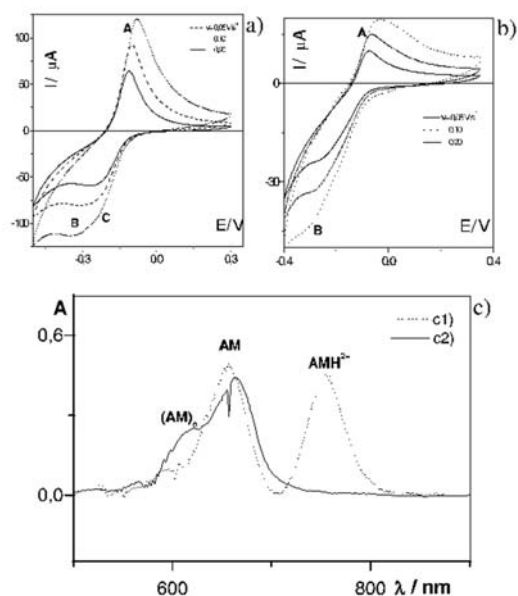 a)
I / µA
100
50
0
-50
-100
A
B
C
E/V
-0.3
0.0
0.3
b)
I / µA
30
0
-30
A
B
0.10
0.20
E/V
-0.4
0.0
0.4
c)
A
0,6
0,0
c1)
c2)
AM
(AM)
AMH²⁺
600
800
λ / nm